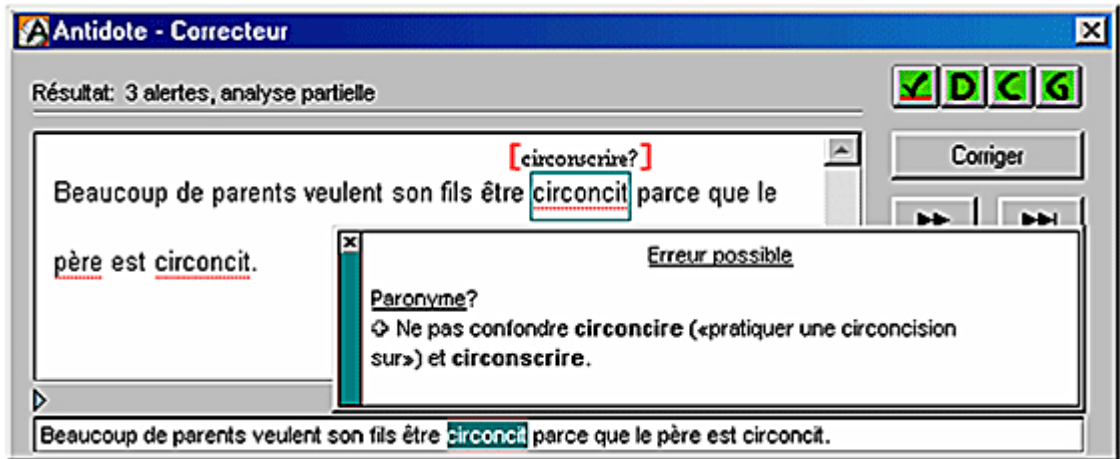 Antidote - Correcteur
Résultat: 3 alertes, analyse partielle
D C G
Corriger
[circonscrire?]
Beaucoup de parents veulent son fils être circoncit parce que le
père est circoncit.
Erreur possible
Paronyme?
Ne pas confondre circoncire («pratiquer une circoncision
sur») et circonscrire.
Beaucoup de parents veulent son fils être circoncit parce que le père est circoncit.